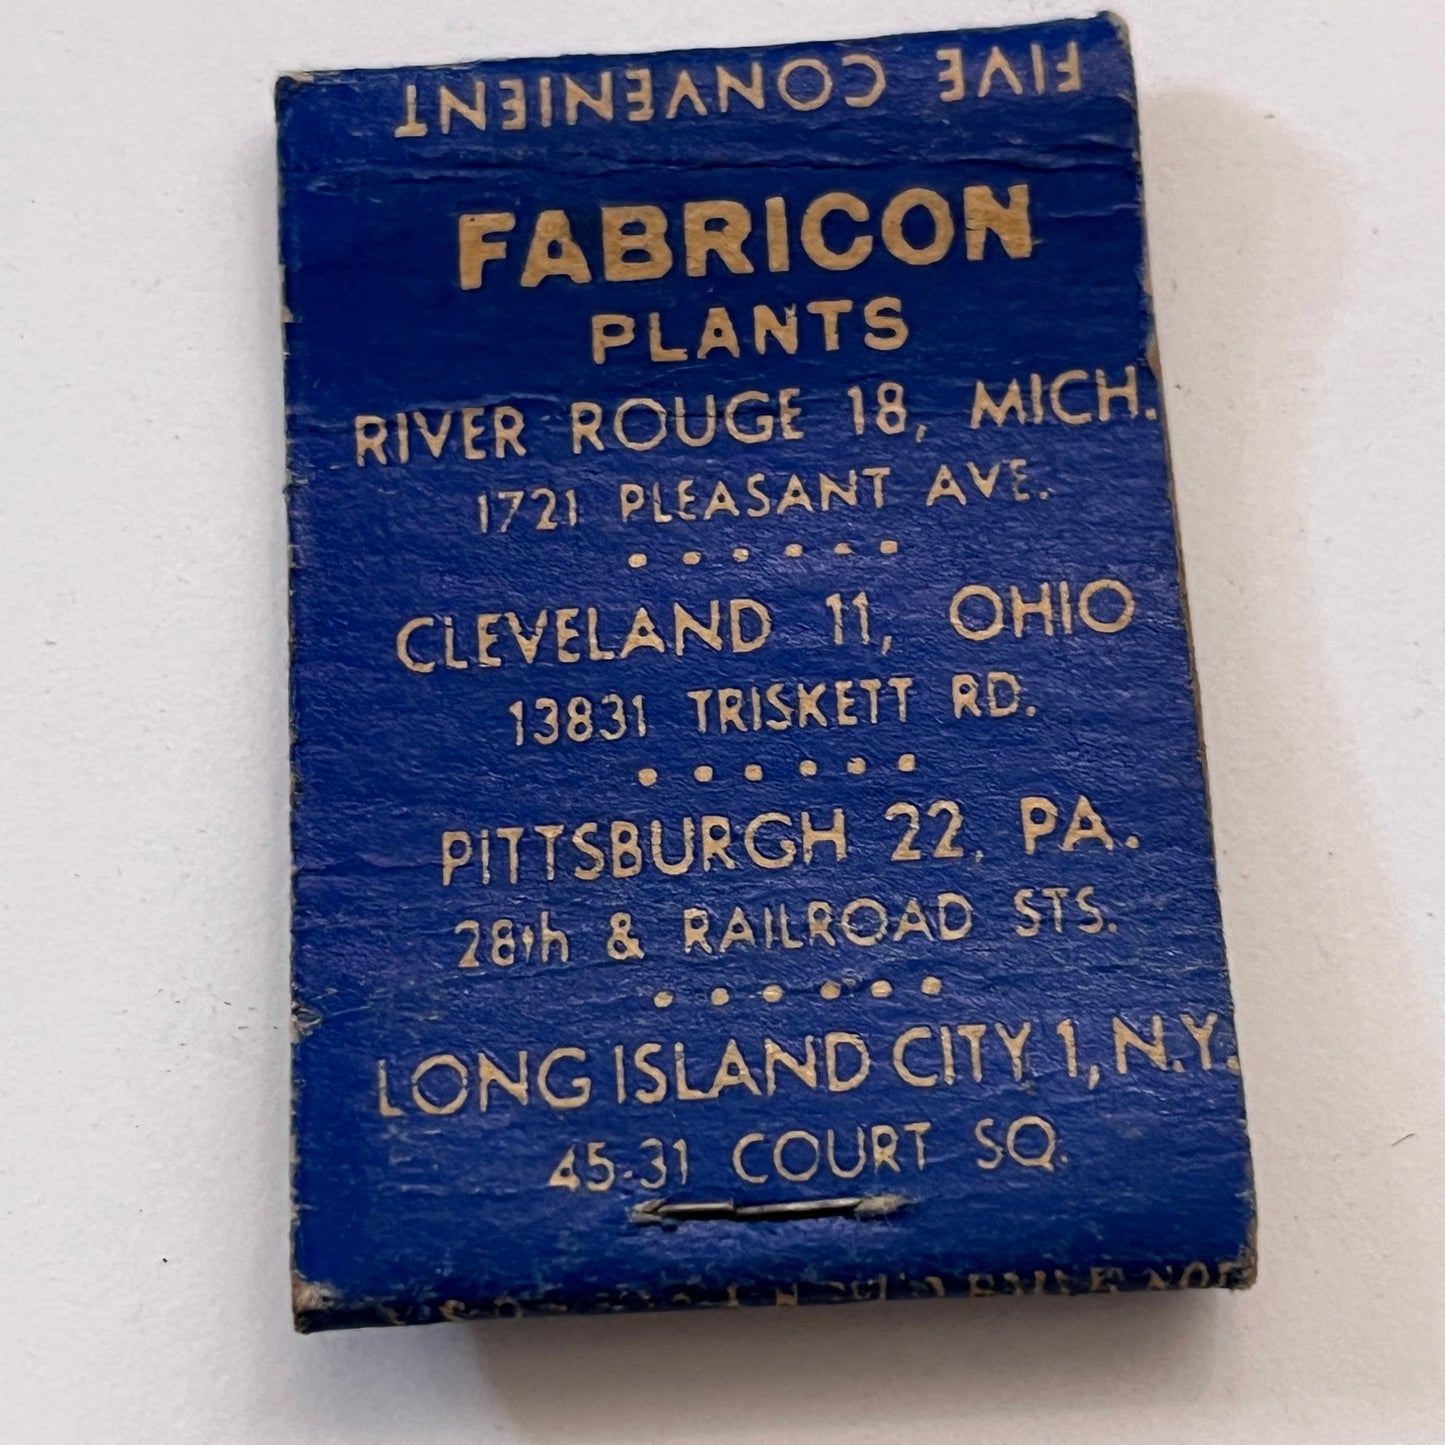 FIVE CONVENIENT
FABRICON
PLANTS
RIVER ROUGE 18, MICH.
1721 PLEASANT AVE.
CLEVELAND 11, OHIO
13831 TRISKETT RD.
PITTSBURGH 22, PA.
28th & RAILROAD STS.
LONG ISLAND CITY 1, N.Y.
45-31 COURT SQ.